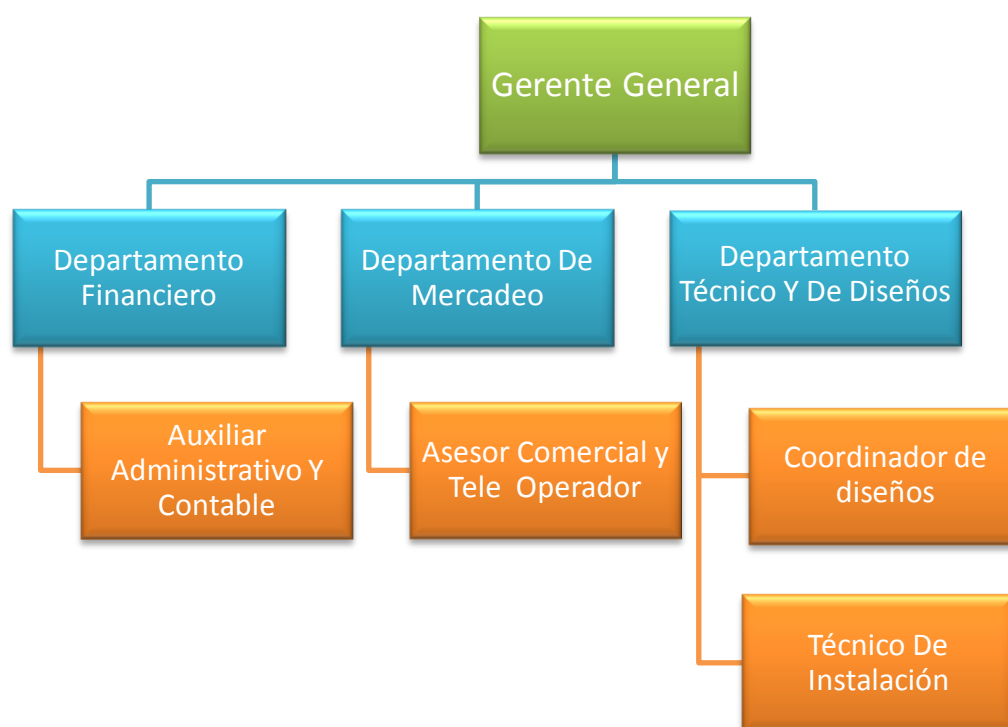 Gerente General
Departamento
Financiero
Departamento De
Mercadeo
Departamento
Técnico Y De Diseños
Auxiliar
Administrativo Y
Contable
Asesor Comercial y
Tele Operador
Coordinador de
diseños
Técnico De
Instalación